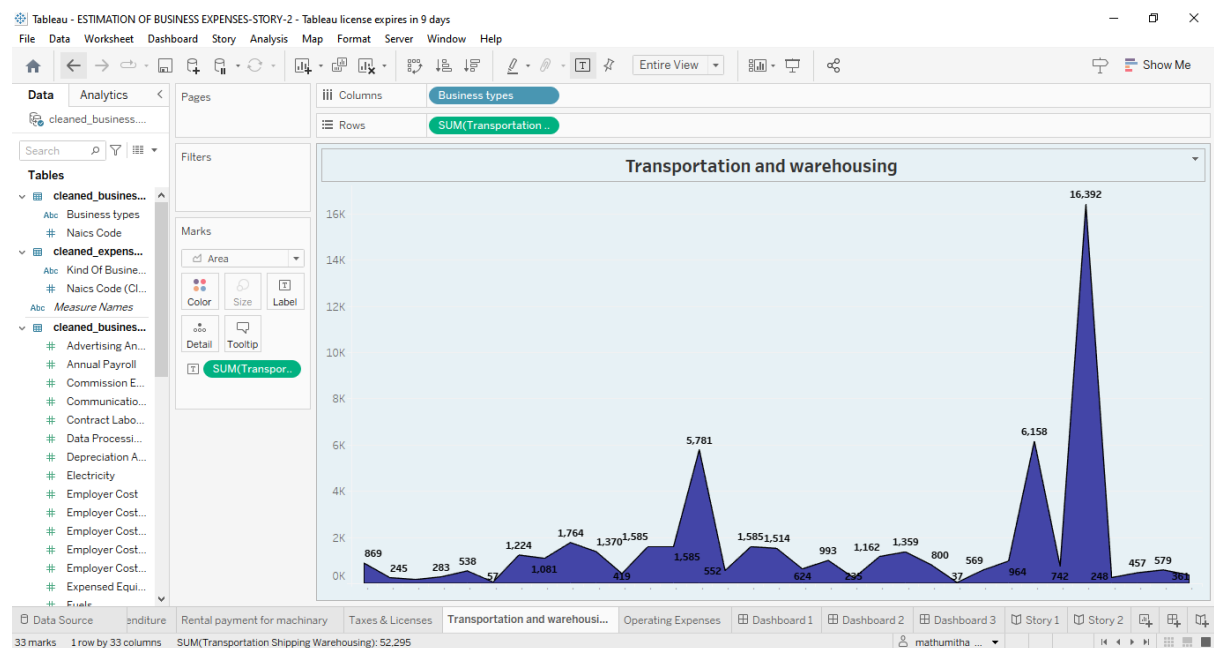 Tableau - ESTIMATION OF BUSINESS EXPENSES-STORY-2 - Tableau license expires in 9 days
File Data Worksheet Dashboard Story Analysis Map Format Server Window Help
Entire View
Show Me
Data Analytics
cleaned_business....
Search
Tables
cleaned_busines...
Abc Business types
# Naics Code
cleaned_expens...
Abc Kind Of Busine...
# Naics Code (Cl...
Abc Measure Names
cleaned_busines...
# Advertising An...
# Annual Payroll
# Commission E...
# Communicatio...
# Contract Labo...
# Data Processi...
# Depreciation A...
# Electricity
# Employer Cost
# Employer Cost...
# Employer Cost...
# Employer Cost...
# Employer Cost...
# Expensed Equi...
# Fuels
Pages
Filters
Marks
Area
Color Size Label
Detail Tooltip
SUM(Transpor..
Columns Business types
Rows SUM(Transportation ..
Transportation and warehousing
16K
14K
12K
10K
8K
6K
4K
2K
0K
869
245
283
538
57
1,224
1,081
1,764
1,370
419
1,585
1,585
5,781
552
1,585
1,514
624
993
235
1,162
1,359
800
37
569
964
6,158
742
16,392
248
457
579
361
Data Source enditure Rental payment for machinary Taxes & Licenses Transportation and warehousi... Operating Expenses Dashboard 1 Dashboard 2 Dashboard 3 Story 1 Story 2
33 marks 1 row by 33 columns SUM(Transportation Shipping Warehousing): 52,295 mathumitha ...